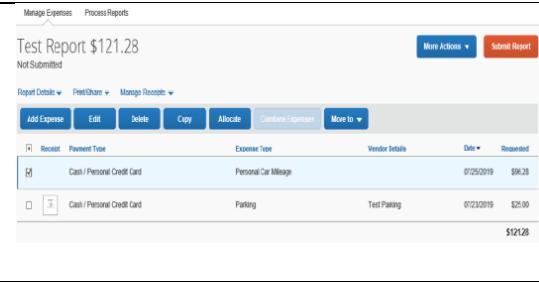 Manage Expenses Process Reports
Test Report $121.28
More Actions
Submit Report
Not Submitted
Report Details Print/Share Manage Receipts
Add Expense Edit Delete Copy Allocate Combine Expenses Move to
Receipt Payment Type Expense Type Vendor Details Date Requested
Cash / Personal Credit Card Personal Car Mileage 07/25/2019 $96.28
Cash / Personal Credit Card Parking Test Parking 07/23/2019 $25.00
$121.28